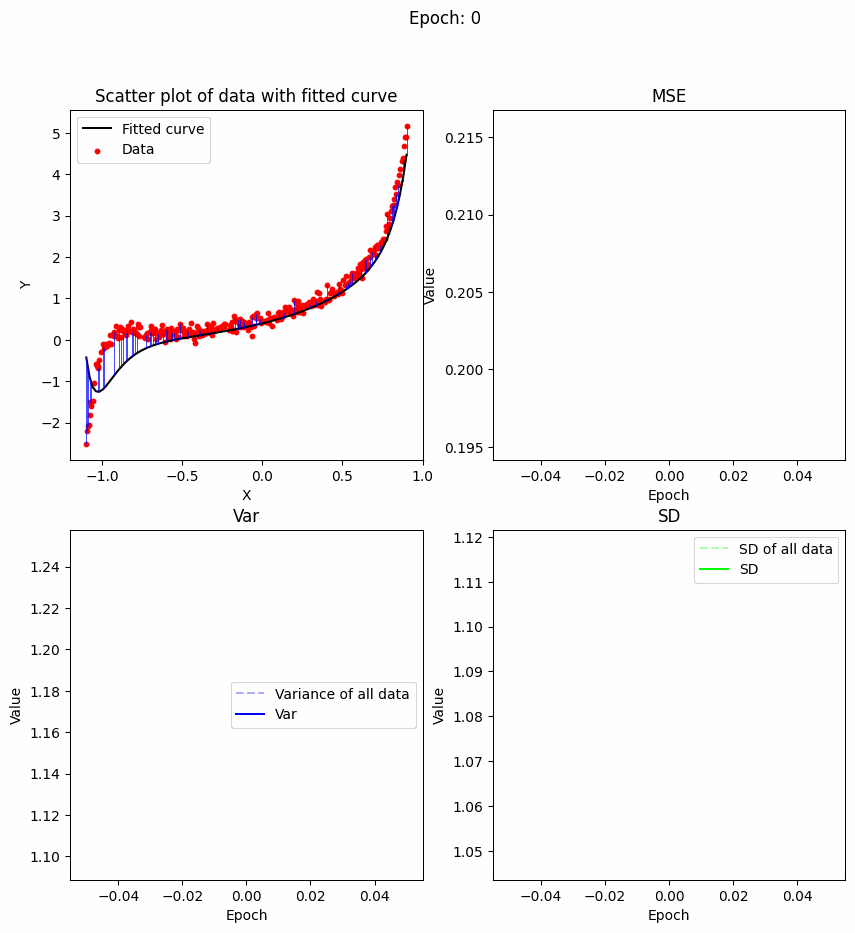 Epoch: 0
Scatter plot of data with fitted curve
Fitted curve
Data
5
4
3
2
1
0
−1
−2
Y
−1.0 −0.5 0.0 0.5 1.0
X
MSE
0.215
0.210
0.205
0.200
0.195
Value
−0.04 −0.02 0.00 0.02 0.04
Epoch
Var
Variance of all data
Var
1.24
1.22
1.20
1.18
1.16
1.14
1.12
1.10
Value
−0.04 −0.02 0.00 0.02 0.04
Epoch
SD
SD of all data
SD
1.12
1.11
1.10
1.09
1.08
1.07
1.06
1.05
Value
−0.04 −0.02 0.00 0.02 0.04
Epoch